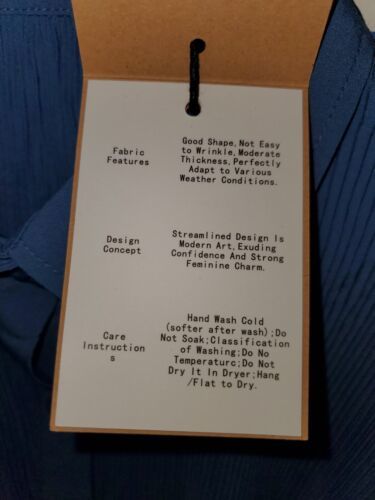 Fabric
Features
Good Shape,Not Easy
to Wrinkle,Moderate
Thickness,Perfectly
Adapt to Various
Weather Conditions.
Design
Concept
Streamlined Design Is
Modern Art,Exuding
Confidence And Strong
Feminine Charm.
Care
Instruction
s
Hand Wash Cold
(softer after wash);Do
Not Soak;Classification
of Washing;Do No
Temperaturc;Do Not
Dry It In Dryer;Hang
/Flat to Dry.